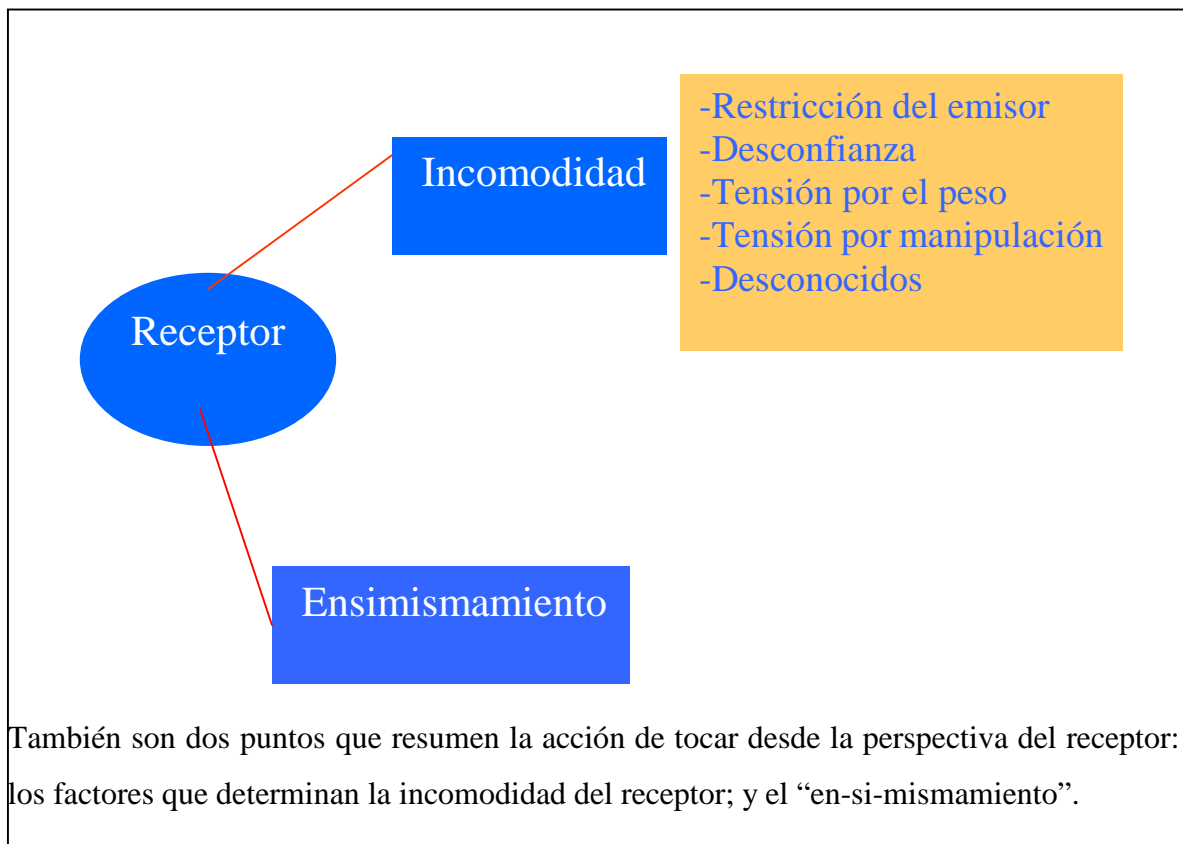 Incomodidad
-Restricción del emisor
-Desconfianza
-Tensión por el peso
-Tensión por manipulación
-Desconocidos
Receptor
Ensimismamiento
También son dos puntos que resumen la acción de tocar desde la perspectiva del receptor:
los factores que determinan la incomodidad del receptor; y el “en-si-mismamiento”.